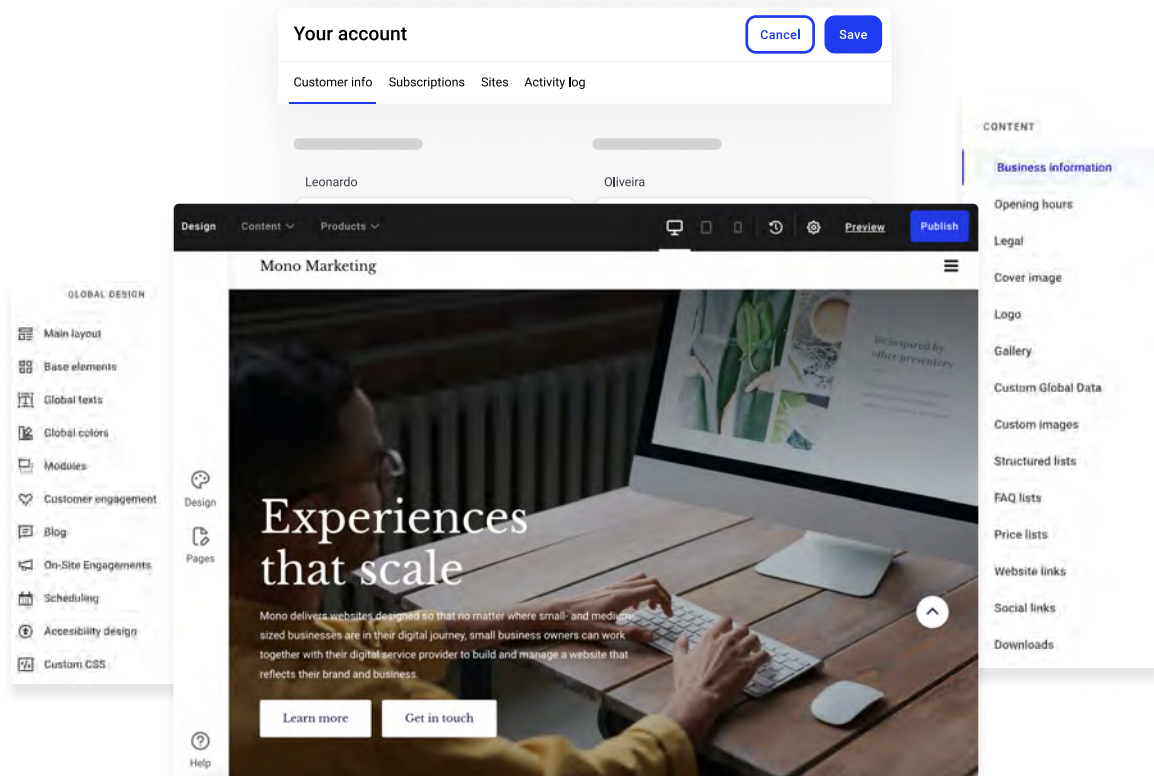 Your account
Cancel
Save
Customer info
Subscriptions
Sites
Activity log
Leonardo
Oliveira
CONTENT
Business information
Opening hours
Legal
Cover image
Logo
Gallery
Custom Global Data
Custom images
Structured lists
FAQ lists
Price lists
Website links
Social links
Downloads
GLOBAL DESIGN
Main layout
Base elements
Global texts
Global colors
Modules
Customer engagement
Blog
On-Site Engagements
Scheduling
Accesibility design
Custom CSS
Design
Content
Products
Preview
Publish
Mono Marketing
Design
Pages
Help
Be inspired by
other presenters
Experiences
that scale
Mono delivers websites designed so that no matter where small- and medium-
sized businesses are in their digital journey, small business owners can work
together with their digital service provider to build and manage a website that
reflects their brand and business.
Learn more
Get in touch